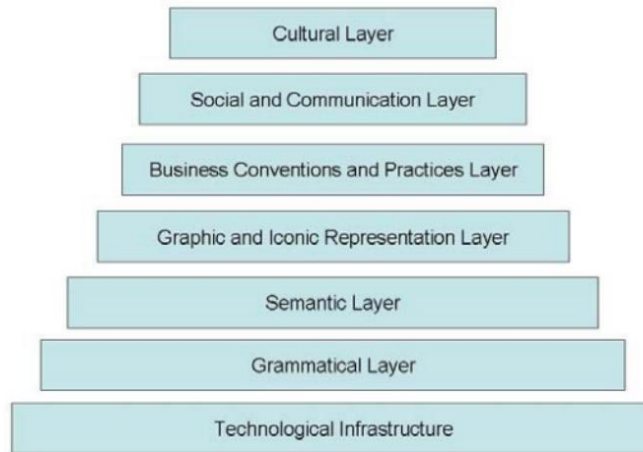 Cultural Layer
Social and Communication Layer
Business Conventions and Practices Layer
Graphic and Iconic Representation Layer
Semantic Layer
Grammatical Layer
Technological Infrastructure